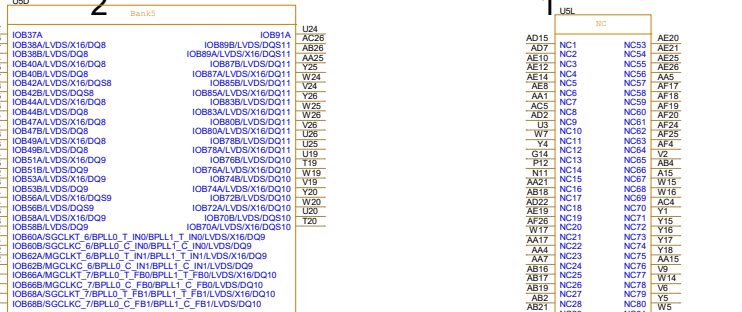 U5D
2
Bank5
IOB37A IOB91A U24
IOB38A/LVDS/X16/DQ8 IOB89B/LVDS/DQS11 AC26
IOB38B/LVDS/DQ8 IOB89A/LVDS/X16/DQS11 AB26
IOB40A/LVDS/X16/DQ8 IOB87B/LVDS/DQ11 AA25
IOB40B/LVDS/DQ8 IOB87A/LVDS/X16/DQ11 Y25
IOB42A/LVDS/X16/DQS8 IOB85B/LVDS/DQ11 W24
IOB42B/LVDS/DQS8 IOB85A/LVDS/X16/DQ11 V24
IOB44A/LVDS/X16/DQ8 IOB83B/LVDS/DQ11 Y26
IOB44B/LVDS/DQ8 IOB83A/LVDS/X16/DQ11 W25
IOB47A/LVDS/X16/DQ8 IOB80B/LVDS/DQ11 W26
IOB47B/LVDS/DQ8 IOB80A/LVDS/X16/DQ11 V26
IOB49A/LVDS/X16/DQ8 IOB78B/LVDS/DQ11 U26
IOB49B/LVDS/DQ8 IOB78A/LVDS/X16/DQ11 U25
IOB51A/LVDS/X16/DQ9 IOB76B/LVDS/DQ10 U19
IOB51B/LVDS/DQ9 IOB76A/LVDS/X16/DQ10 T19
IOB53A/LVDS/X16/DQ9 IOB74B/LVDS/DQ10 W19
IOB53B/LVDS/DQ9 IOB74A/LVDS/X16/DQ10 V19
IOB56A/LVDS/X16/DQS9 IOB72B/LVDS/DQ10 Y20
IOB56B/LVDS/DQS9 IOB72A/LVDS/X16/DQ10 W20
IOB58A/LVDS/X16/DQ9 IOB70B/LVDS/DQS10 U20
IOB58B/LVDS/DQ9 IOB70A/LVDS/X16/DQS10 T20
IOB60A/SGCLKT_6/BPLL0_T_IN0/BPLL1_T_IN0/LVDS/X16/DQ9
IOB60B/SGCLKC_6/BPLL0_C_IN0/BPLL1_C_IN0/LVDS/DQ9
IOB62A/MGCLKT_6/BPLL0_T_IN1/BPLL1_T_IN1/LVDS/X16/DQ9
IOB62B/MGCLKC_6/BPLL0_C_IN1/BPLL1_C_IN1/LVDS/DQ9
IOB66A/MGCLKT_7/BPLL0_T_FB0/BPLL1_T_FB0/LVDS/X16/DQ10
IOB66B/MGCLKC_7/BPLL0_C_FB0/BPLL1_C_FB0/LVDS/DQ10
IOB68A/SGCLKT_7/BPLL0_T_FB1/BPLL1_T_FB1/LVDS/X16/DQ10
IOB68B/SGCLKC_7/BPLL0_C_FB1/BPLL1_C_FB1/LVDS/DQ10
1
U5L
NC
AD15 NC1 NC53 AE20
AD7 NC2 NC54 AE21
AE10 NC3 NC55 AE25
AE12 NC4 NC56 AE26
AE14 NC5 NC57 AA5
AE8 NC6 NC58 AF17
AA1 NC7 NC59 AF18
AC5 NC8 NC60 AF19
AD2 NC9 NC61 AF20
U3 NC10 NC62 AF24
W7 NC11 NC63 AF25
Y4 NC12 NC64 AF4
G14 NC13 NC65 V2
P12 NC14 NC66 AB4
N11 NC15 NC67 A15
AA21 NC16 NC68 W15
AB18 NC17 NC69 W16
AD22 NC18 NC70 AC4
AE19 NC19 NC71 Y1
AF26 NC20 NC72 Y15
W17 NC21 NC73 Y16
AA17 NC22 NC74 Y17
AA4 NC23 NC75 Y18
AA7 NC24 NC76 AA15
AB16 NC25 NC77 V9
AB17 NC26 NC78 W14
AB19 NC27 NC79 V6
AB2 NC28 NC80 Y5
AB21 W5